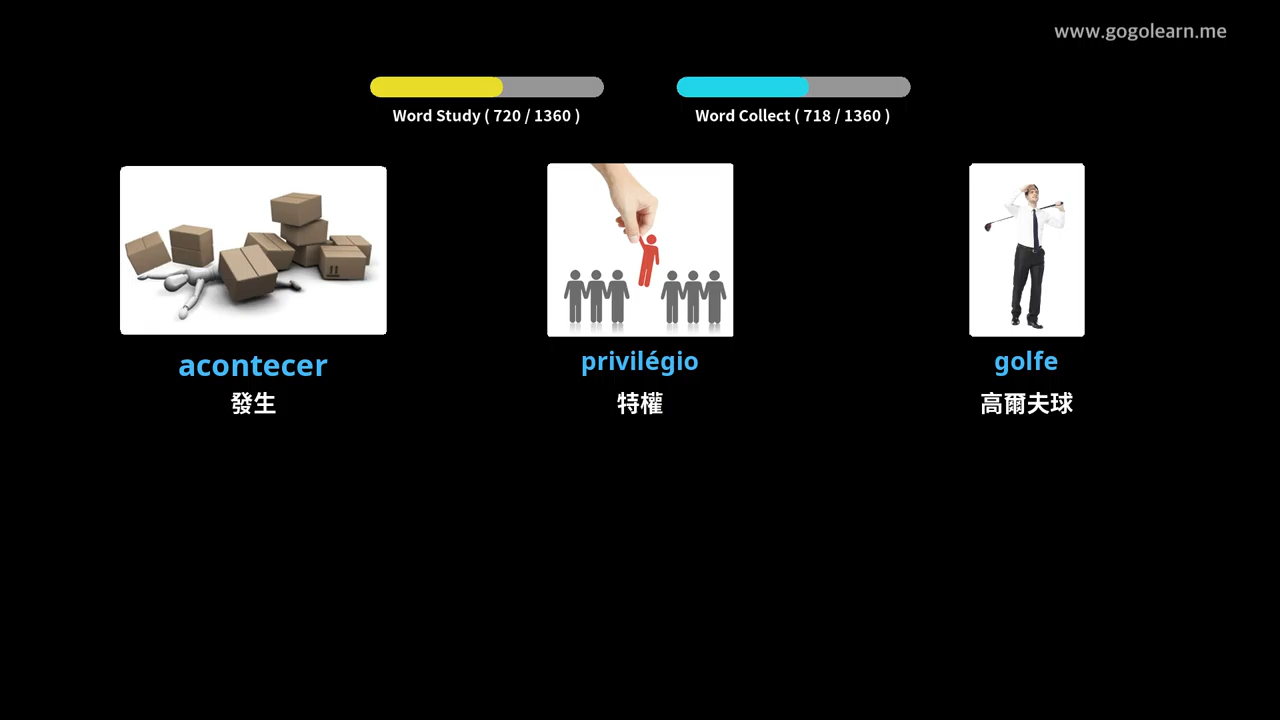 www.gogolearn.me
Word Study ( 720 / 1360 )
Word Collect ( 718 / 1360 )
acontecer
privilégio
golfe
發生
特權
高爾夫球